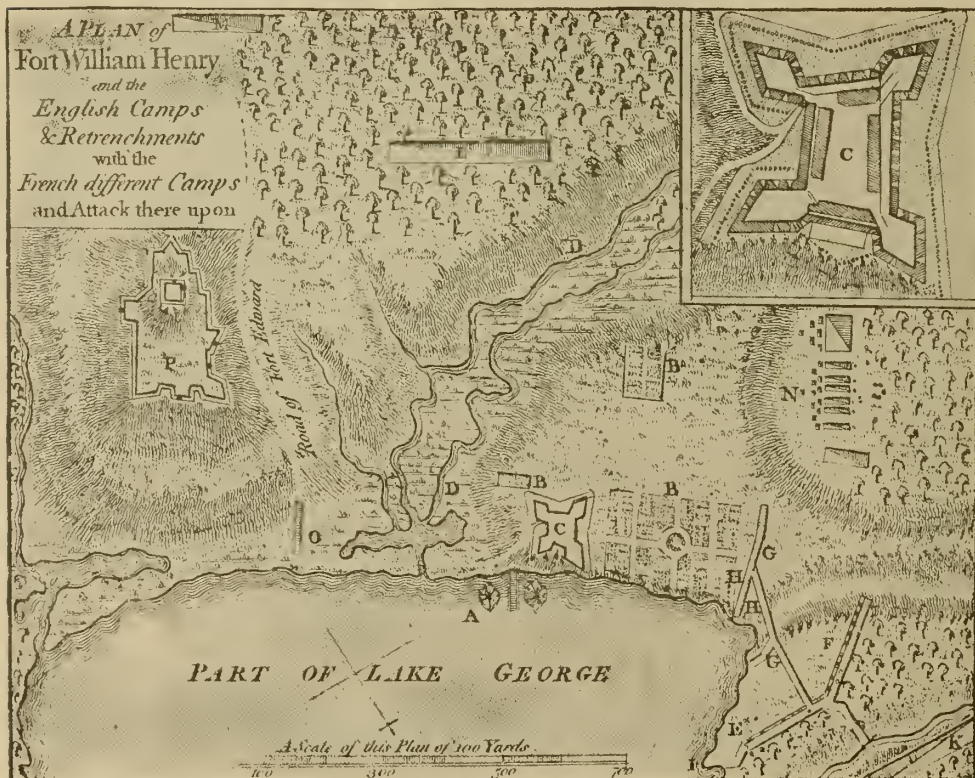 A PLAN of
Fort William Henry
and the
English Camps
& Retrenchments
with the
French different Camps
and Attack there upon
M
L
C
D
Road of Fort Edward
P
B
N
D
B
B
C
O
G
H
H
A
F
G
PART OF LAKE GEORGE
E
A Scale of this Plan of 100 Yards
I
K
100 300 500 700